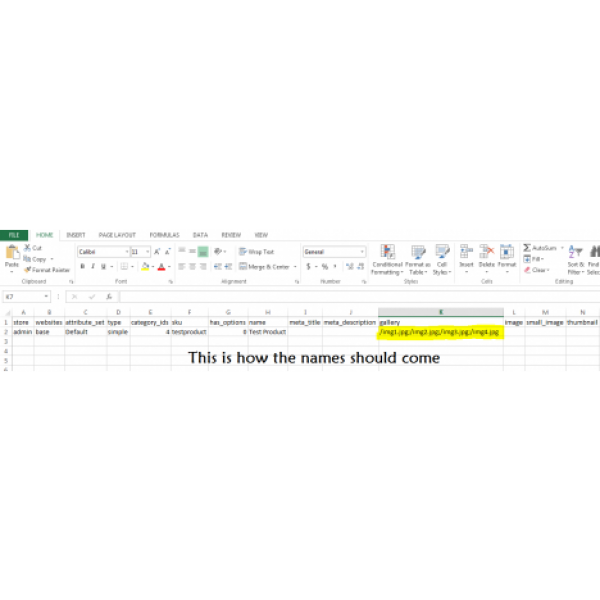 FILE HOME INSERT PAGE LAYOUT FORMULAS DATA REVIEW VIEW
Cut
Copy
Paste
Format Painter
Calibri 11
B I U
Wrap Text
Merge & Center
General
$ % ,
Conditional Formatting
Format as Table
Cell Styles
Insert Delete Format
AutoSum
Fill
Clear
Sort & Filter
Find
Clipboard Font Alignment Number Styles Cells Editing
K7 fx
A B C D E F G H I J K L M N
1 store websites attribute_set type category_ids sku has_options name meta_title meta_description gallery image small_image thumbnail
2 admin base Default simple 4 testproduct 0 Test Product /img1.jpg;/img2.jpg;/img3.jpg;/img4.jpg
3
4
5
This is how the names should come